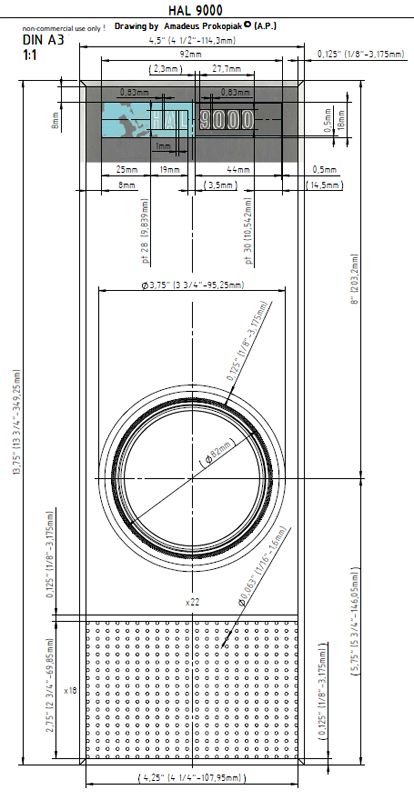 13,75" (13 3/4"-349,25mm)
2,75" (2 3/4"-69,85mm)
0,125" (1/8"-3,175mm)
x18
8mm
non-commercial use only !
DIN A3
1:1
Drawing by Amadeus Prokopiak © (A.P.)
HAL 9000
4,5" (4 1/2"-114,3mm)
92mm
(2,3mm)
27,7mm
0,83mm
8mm
25mm
pt 28 (9,839mm)
19mm
1mm
HAL
9000
0,83mm
(3,5mm)
44mm
pt 30 (10,542mm)
(4,25" (4 1/4"-107,95mm)
x22
Ø3,75" (3 3/4"-95,25mm)
(Ø82mm)
0,125" (1/8"-3,175mm)
Ø0,063" (1/16"-1,6mm)
(0,125" (1/8"-3,175mm)
(14,5mm)
0,5mm
0,5mm
18mm
0,125" (1/8"-3,175mm)
(5,75" (5 3/4"-146,05mm)
8" (203,2mm)